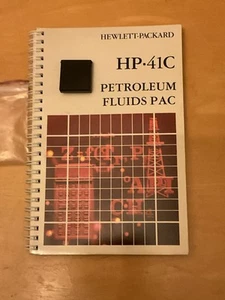 HEWLETT-PACKARD
HP·41C
PETROLEUM
FLUIDS PAC